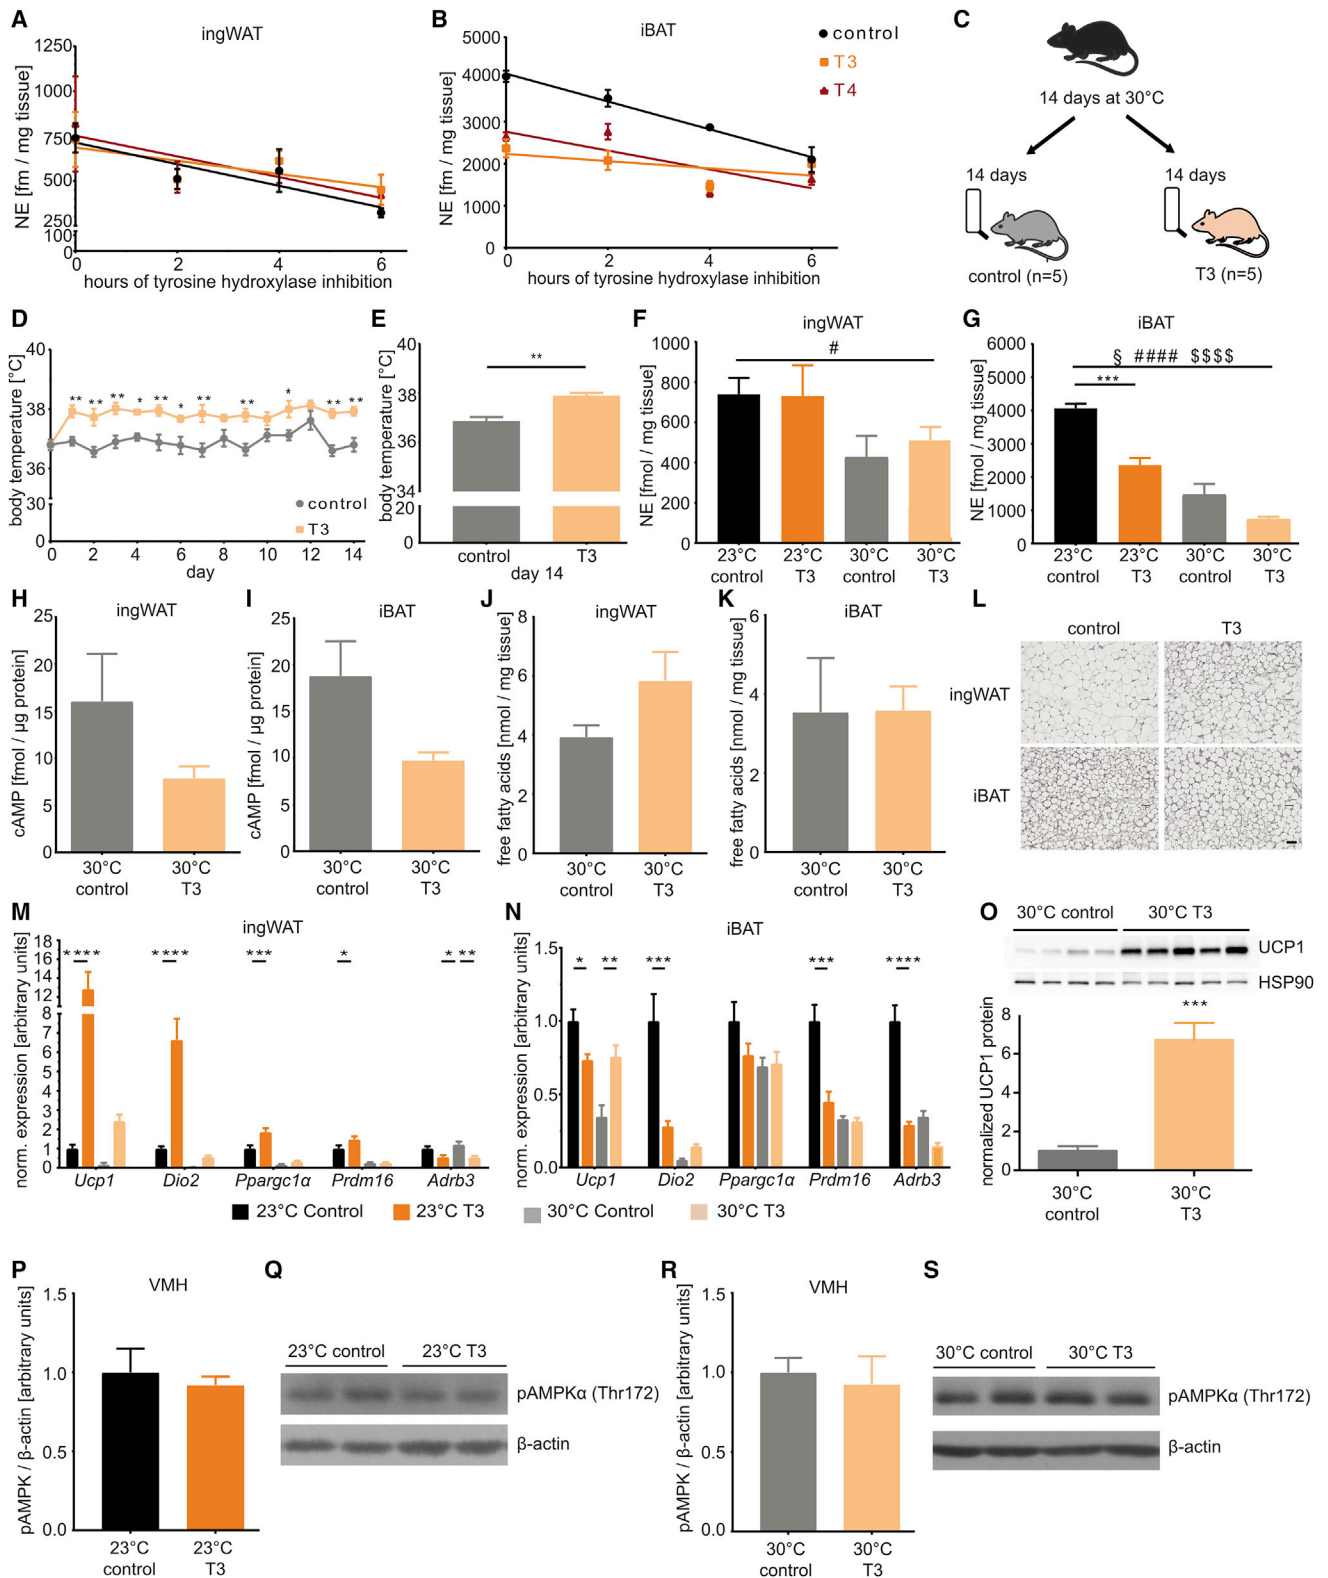 A
ingWAT
NE [fm / mg tissue]
1250
1000
750
500
250
100
0
0 2 4 6
hours of tyrosine hydroxylase inhibition
B
iBAT
NE [fm / mg tissue]
5000
4000
3000
2000
1000
0
0 2 4 6
hours of tyrosine hydroxylase inhibition
control
T3
T4
C
14 days at 30°C
14 days
14 days
control (n=5)
T3 (n=5)
D
body temperature [°C]
40
38
36
30
0
** ** ** * ** * ** ** * ** **
control
T3
0 2 4 6 8 10 12 14
day
E
body temperature [°C]
40
38
36
34
20
0
**
control
T3
day 14
F
ingWAT
NE [fmol / mg tissue]
1000
800
600
400
200
0
#
23°C control
23°C T3
30°C control
30°C T3
G
iBAT
NE [fmol / mg tissue]
6000
5000
4000
3000
2000
1000
0
§ #### $$$$
***
23°C control
23°C T3
30°C control
30°C T3
H
ingWAT
cAMP [fmol / µg protein]
25
20
15
10
5
0
30°C control
30°C T3
I
iBAT
cAMP [fmol / µg protein]
25
20
15
10
5
0
30°C control
30°C T3
J
ingWAT
free fatty acids [nmol / mg tissue]
8
6
4
2
0
30°C control
30°C T3
K
iBAT
free fatty acids [nmol / mg tissue]
6
4
2
0
30°C control
30°C T3
L
control
T3
ingWAT
iBAT
M
ingWAT
norm. expression [arbitrary units]
18
16
14
12
8
7
6
5
4
3
2
1
0
* **** * **** *** * * **
Ucp1 Dio2 Ppargc1α Prdm16 Adrb3
N
iBAT
norm. expression [arbitrary units]
1.5
1.0
0.5
0.0
* ** *** *** ****
Ucp1 Dio2 Ppargc1α Prdm16 Adrb3
23°C Control
23°C T3
30°C Control
30°C T3
O
30°C control
30°C T3
UCP1
HSP90
normalized UCP1 protein
8
6
4
2
0
***
30°C control
30°C T3
P
VMH
pAMPK / β-actin [arbitrary units]
1.5
1.0
0.5
0.0
23°C control
23°C T3
Q
23°C control
23°C T3
pAMPKα (Thr172)
β-actin
R
VMH
pAMPK / β-actin [arbitrary units]
1.5
1.0
0.5
0.0
30°C control
30°C T3
S
30°C control
30°C T3
pAMPKα (Thr172)
β-actin